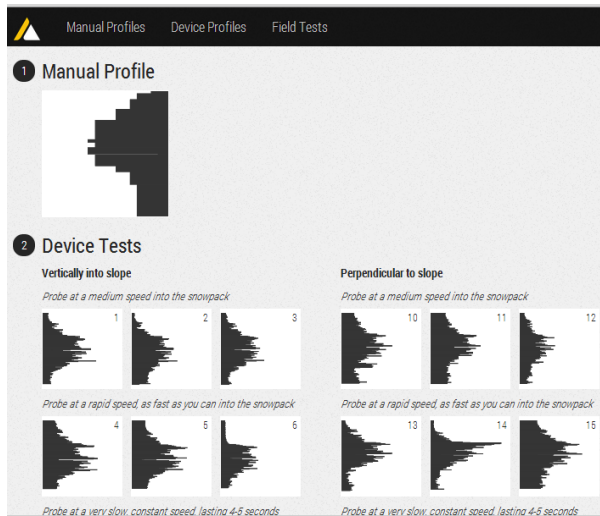 Manual Profiles Device Profiles Field Tests
1 Manual Profile
2 Device Tests
Vertically into slope Perpendicular to slope
Probe at a medium speed into the snowpack Probe at a medium speed into the snowpack
1 2 3 10 11 12
Probe at a rapid speed, as fast as you can into the snowpack Probe at a rapid speed, as fast as you can into the snowpack
4 5 6 13 14 15
Probe at a very slow, constant speed, lasting 4-5 seconds Probe at a very slow, constant speed, lasting 4-5 seconds